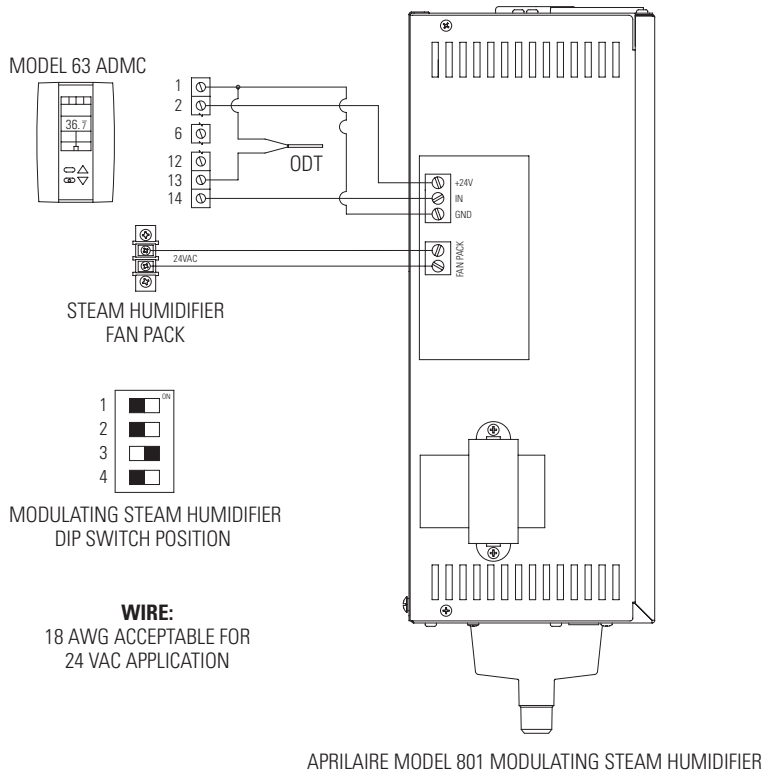 MODEL 63 ADMC
36.7
%
1
2
6
12
13
14
ODT
+24V
IN
GND
FAN PACK
24VAC
STEAM HUMIDIFIER
FAN PACK
ON
1
2
3
4
MODULATING STEAM HUMIDIFIER
DIP SWITCH POSITION
WIRE:
18 AWG ACCEPTABLE FOR
24 VAC APPLICATION
APRILAIRE MODEL 801 MODULATING STEAM HUMIDIFIER